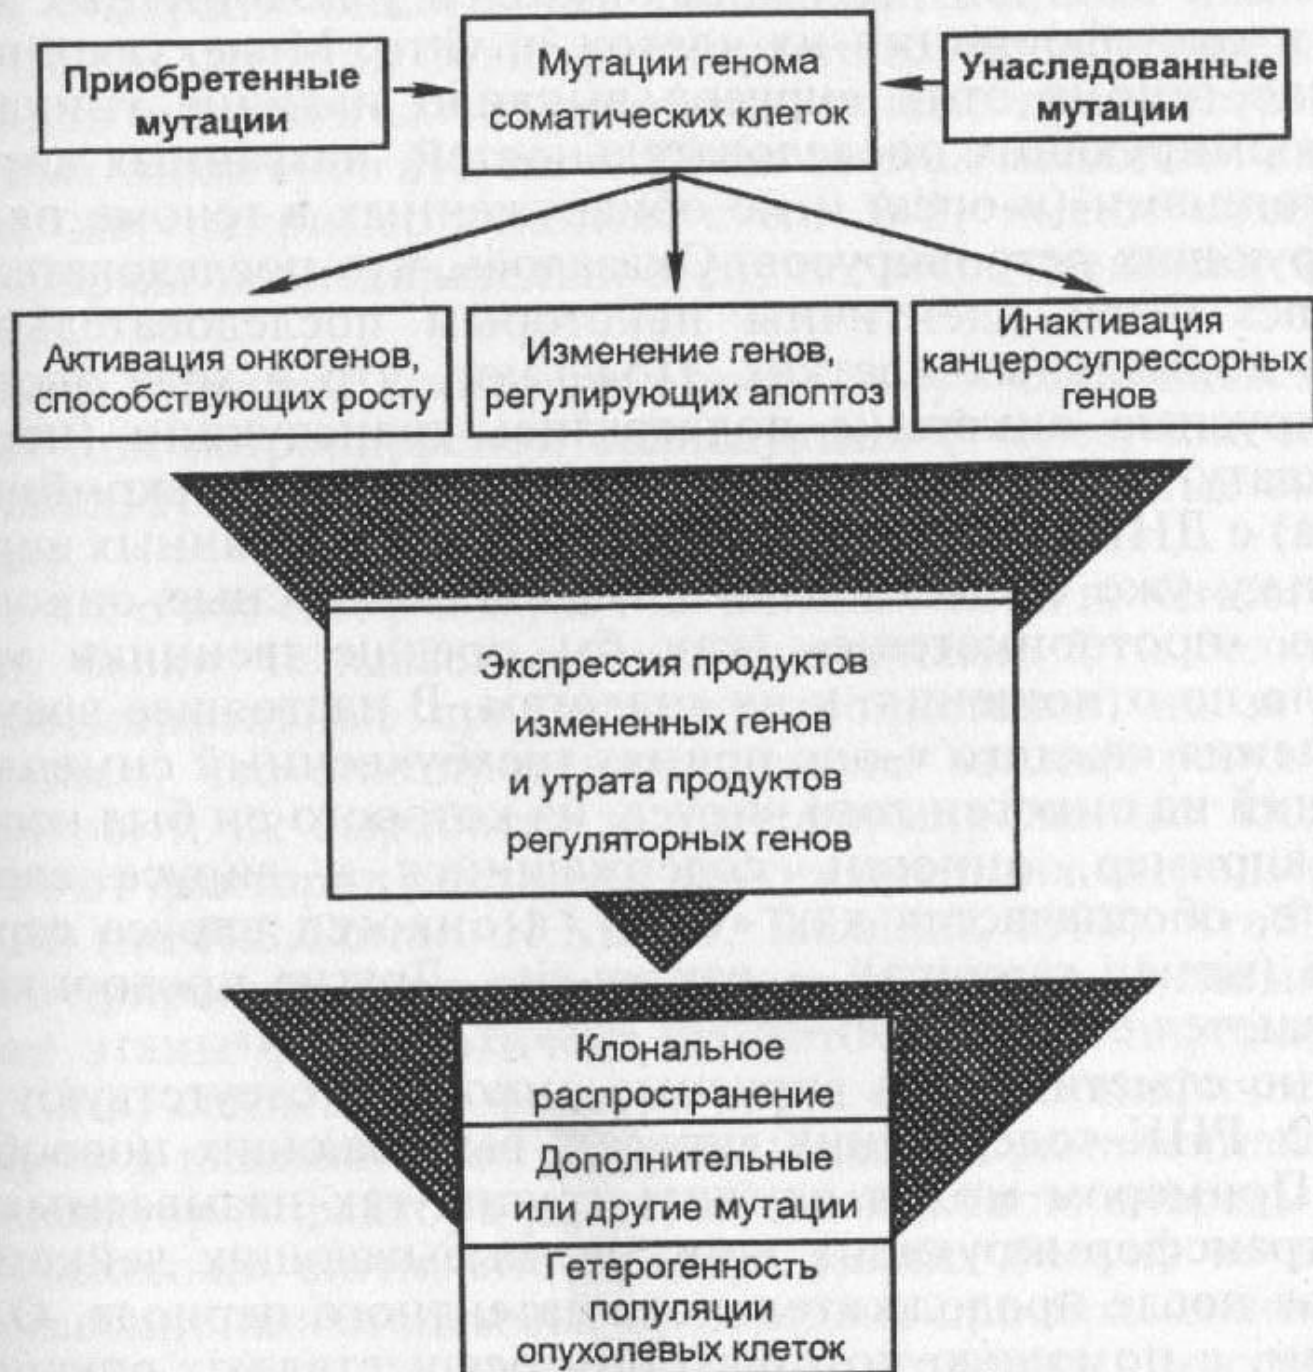 Приобретенные
мутации
Мутации генома
соматических клеток
Унаследованные
мутации
Активация онкогенов,
способствующих росту
Изменение генов,
регулирующих апоптоз
Инактивация
канцеросупрессорных
генов
Экспрессия продуктов
измененных генов
и утрата продуктов
регуляторных генов
Клональное
распространение
Дополнительные
или другие мутации
Гетерогенность
популяции
опухолевых клеток